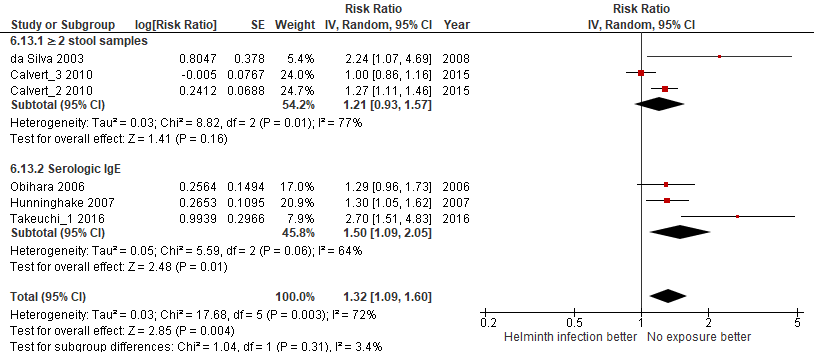 Risk Ratio Risk Ratio
Study or Subgroup log[Risk Ratio] SE Weight IV, Random, 95% CI Year IV, Random, 95% CI
6.13.1 ≥2 stool samples
da Silva 2003 0.8047 0.378 5.4% 2.24 [1.07, 4.69] 2008
Calvert_3 2010 -0.005 0.0767 24.0% 1.00 [0.86, 1.16] 2015
Calvert_2 2010 0.2412 0.0688 24.7% 1.27 [1.11, 1.46] 2015
Subtotal (95% CI) 54.2% 1.21 [0.93, 1.57]
Heterogeneity: Tau² = 0.03; Chi² = 8.82, df = 2 (P = 0.01); I² = 77%
Test for overall effect: Z = 1.41 (P = 0.16)
6.13.2 Serologic IgE
Obihara 2006 0.2564 0.1494 17.0% 1.29 [0.96, 1.73] 2006
Hunninghake 2007 0.2653 0.1095 20.9% 1.30 [1.05, 1.62] 2007
Takeuchi_1 2016 0.9939 0.2966 7.9% 2.70 [1.51, 4.83] 2016
Subtotal (95% CI) 45.8% 1.50 [1.09, 2.05]
Heterogeneity: Tau² = 0.05; Chi² = 5.59, df = 2 (P = 0.06); I² = 64%
Test for overall effect: Z = 2.48 (P = 0.01)
Total (95% CI) 100.0% 1.32 [1.09, 1.60]
Heterogeneity: Tau² = 0.03; Chi² = 17.68, df = 5 (P = 0.003); I² = 72%
Test for overall effect: Z = 2.85 (P = 0.004)
Test for subgroup differences: Chi² = 1.04, df = 1 (P = 0.31), I² = 3.4%
0.2 0.5 1 2 5
Helminth infection better No exposure better